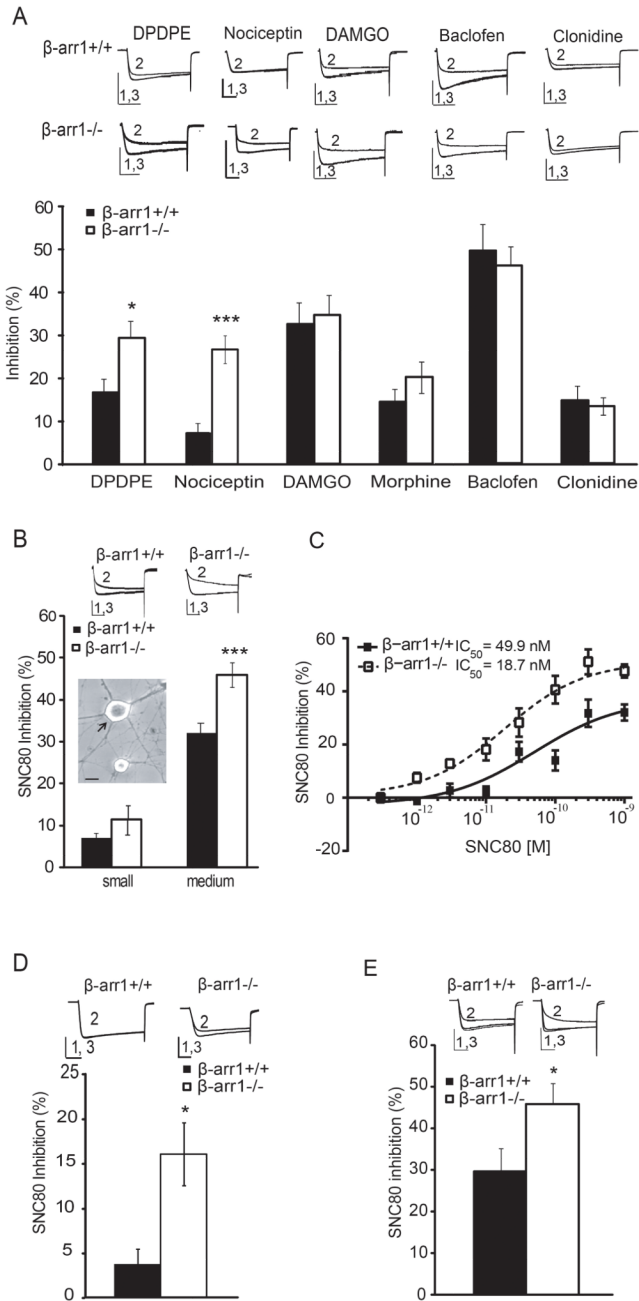 A
DPDPE Nociceptin DAMGO Baclofen Clonidine
β-arr1+/+
2 2 2 2 2
1,3 1,3 1,3 1,3 1,3
β-arr1-/-
2 2 2 2 2
1,3 1,3 1,3 1,3 1,3
Inhibition (%)
60
50
40
30
20
10
0
β-arr1+/+
β-arr1-/-
* ***
DPDPE Nociceptin DAMGO Morphine Baclofen Clonidine
B
β-arr1+/+ β-arr1-/-
2 2
1,3 1,3
SNC80 Inhibition (%)
60
50
40
30
20
10
0
β-arr1+/+
β-arr1-/-
***
small medium
C
β-arr1+/+ IC50= 49.9 nM
β-arr1-/- IC50= 18.7 nM
SNC80 Inhibition (%)
60
40
20
0
-20
10-12 10-11 10-10 10-9
SNC80 [M]
D
β-arr1+/+ β-arr1-/-
2 2
1, 3 1, 3
SNC80 Inhibition (%)
25
20
15
10
5
0
β-arr1+/+
β-arr1-/-
*
E
β-arr1+/+ β-arr1-/-
2 2
1,3 1,3
SNC80 inhibition (%)
60
50
40
30
20
10
0
β-arr1+/+
β-arr1-/-
*